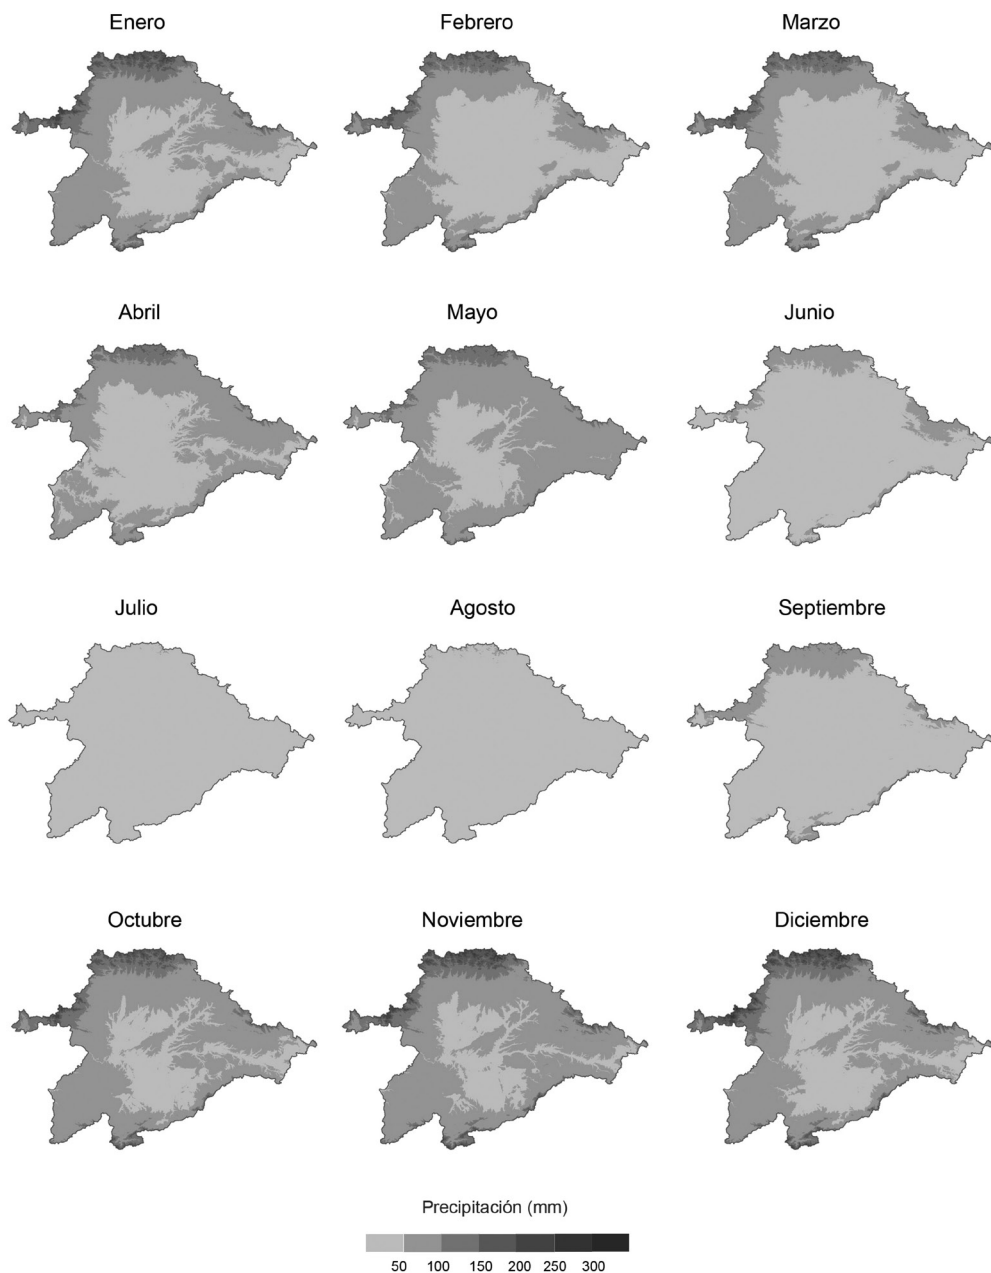 Enero
Febrero
Marzo
Abril
Mayo
Junio
Julio
Agosto
Septiembre
Octubre
Noviembre
Diciembre
Precipitación (mm)
50 100 150 200 250 300